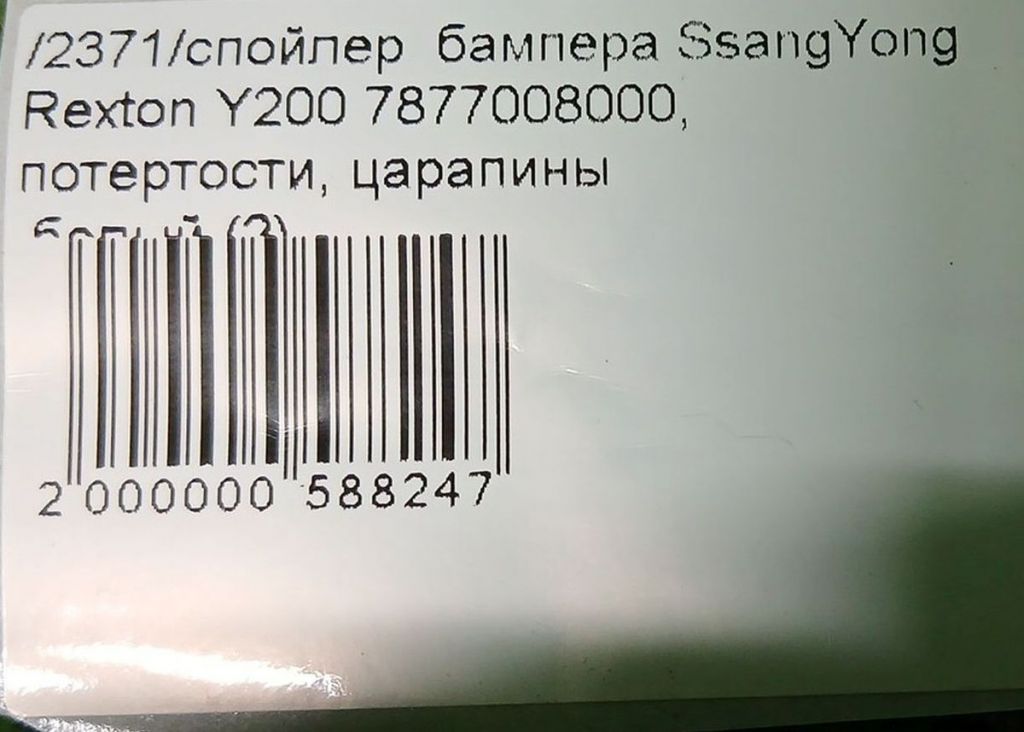 /2371/спойлер бампера SsangYong
Rexton Y200 7877008000,
потертости, царапины
2 000000 588247